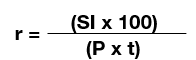 r = (SI x 100)
(P x t)